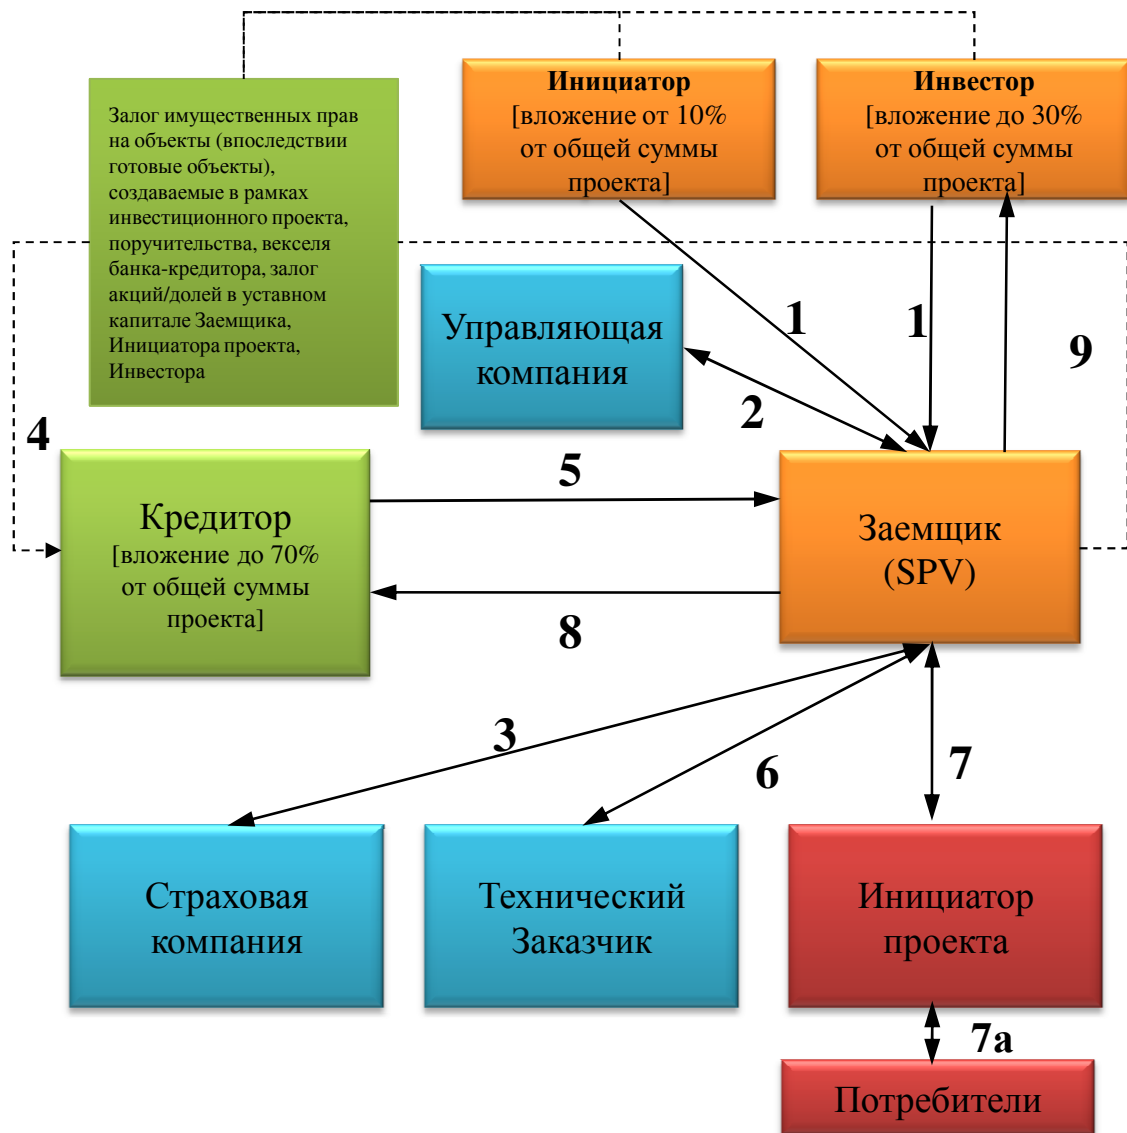 Инициатор
[вложение от 10%
от общей суммы
проекта]
Инвестор
[вложение до 30%
от общей суммы
проекта]
Залог имущественных прав
на объекты (впоследствии
готовые объекты),
создаваемые в рамках
инвестиционного проекта,
поручительства, векселя
банка-кредитора, залог
акций/долей в уставном
капитале Заемщика,
Инициатора проекта,
Инвестора
Управляющая
компания
1
1
9
2
4
5
Кредитор
[вложение до 70%
от общей суммы
проекта]
Заемщик
(SPV)
8
3
6
7
Страховая
компания
Технический
Заказчик
Инициатор
проекта
7а
Потребители